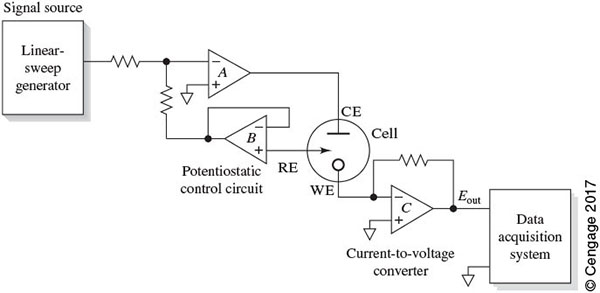 Signal source
Linear-
sweep
generator
−
+
A
CE
Cell
−
+
B
RE
Potentiostatic
control circuit
WE
−
+
C
E out
Current-to-voltage
converter
Data
acquisition
system
© Cengage 2017